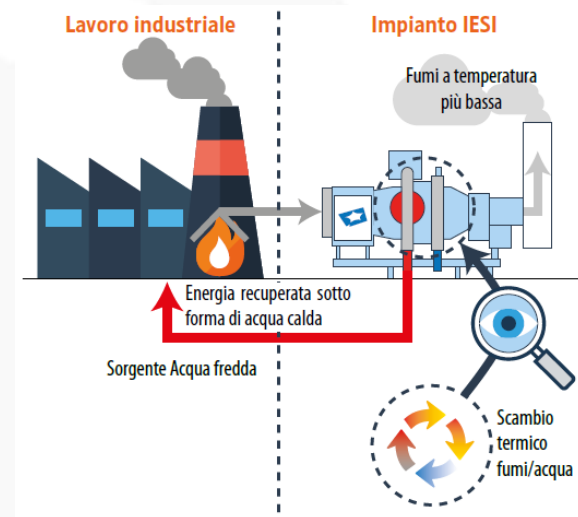 Lavoro industriale
Impianto IESI
Fumi a temperatura
più bassa
Energia recuperata sotto
forma di acqua calda
Sorgente Acqua fredda
Scambio
termico
fumi/acqua